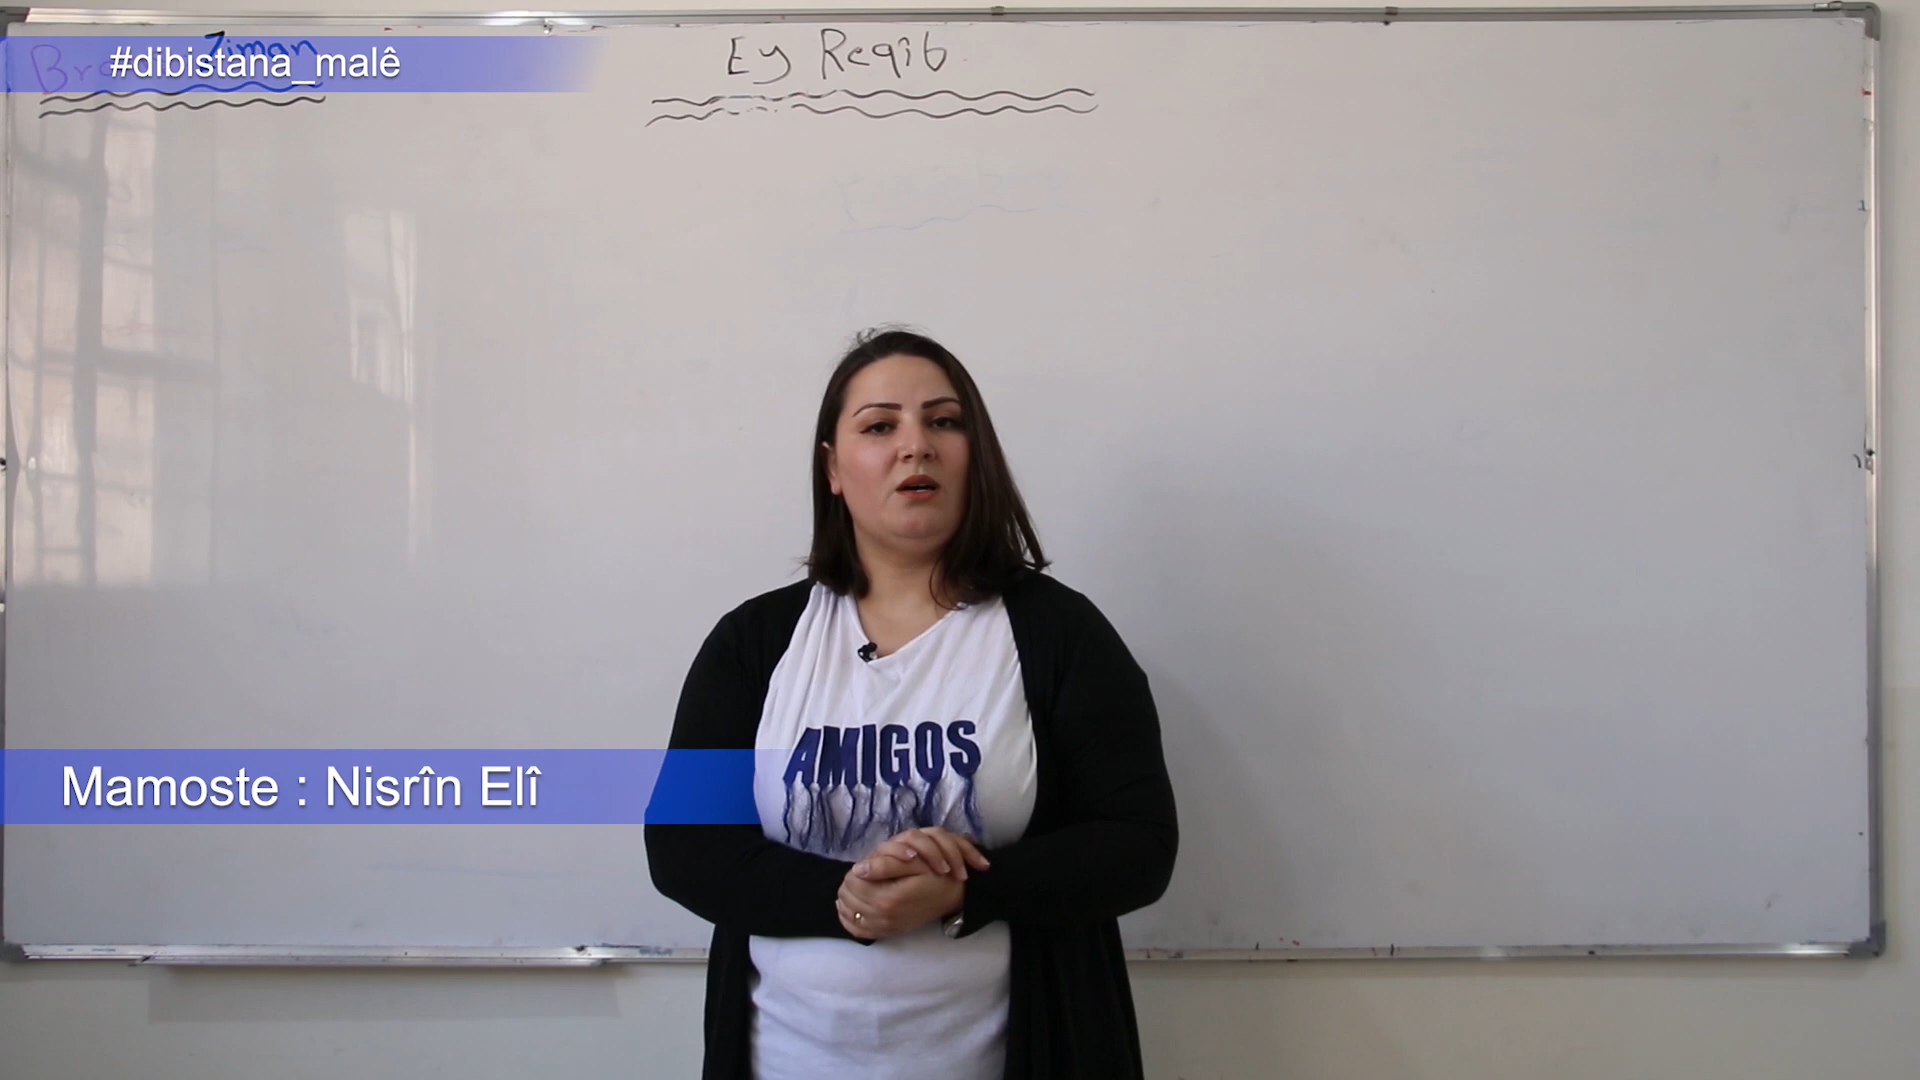 #dibistana_malê
Ziman
Ey Reqîb
AMIGOS
Mamoste : Nisrîn Elî